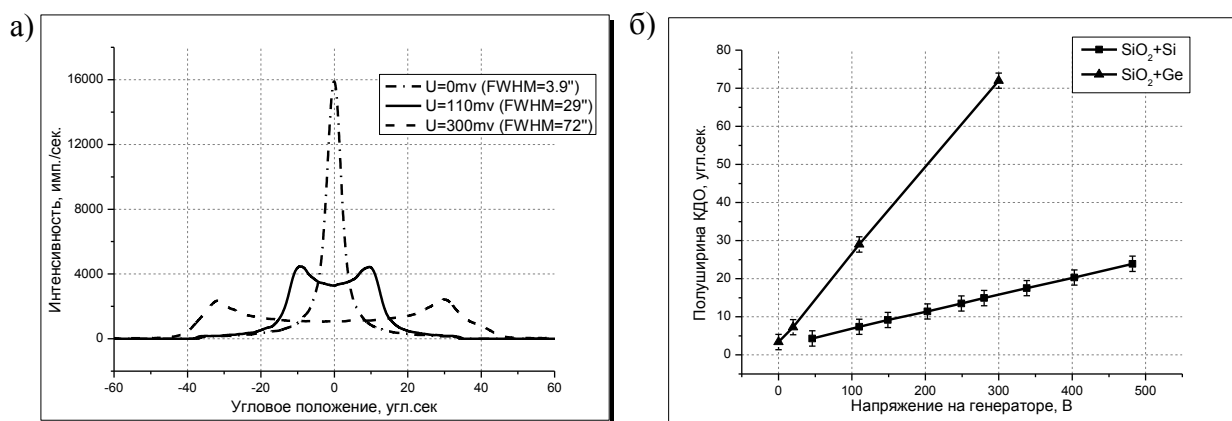 а)
U=0mv (FWHM=3.9")
U=110mv (FWHM=29")
U=300mv (FWHM=72")
Интенсивность, имп./сек.
16000
12000
8000
4000
0
-60 -40 -20 0 20 40 60
Угловое положение, угл.сек
б)
SiO2+Si
SiO2+Ge
Полуширина КДО, угл.сек.
80
70
60
50
40
30
20
10
0
0 100 200 300 400 500
Напряжение на генераторе, В